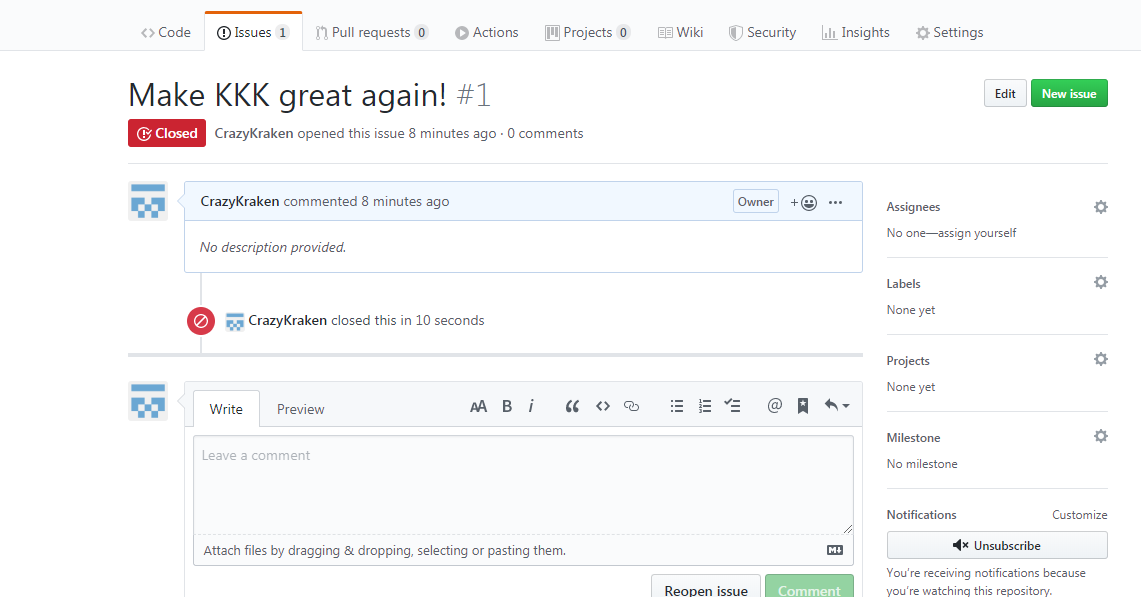 Code Issues 1 Pull requests 0 Actions Projects 0 Wiki Security Insights Settings
Make KKK great again! #1
Edit New issue
Closed CrazyKraken opened this issue 8 minutes ago · 0 comments
CrazyKraken commented 8 minutes ago Owner
No description provided.
CrazyKraken closed this in 10 seconds
Write Preview AA B i @
Leave a comment
Attach files by dragging & dropping, selecting or pasting them.
Reopen issue Comment
Assignees
No one—assign yourself
Labels
None yet
Projects
None yet
Milestone
No milestone
Notifications Customize
Unsubscribe
You're receiving notifications because
you're watching this repository.